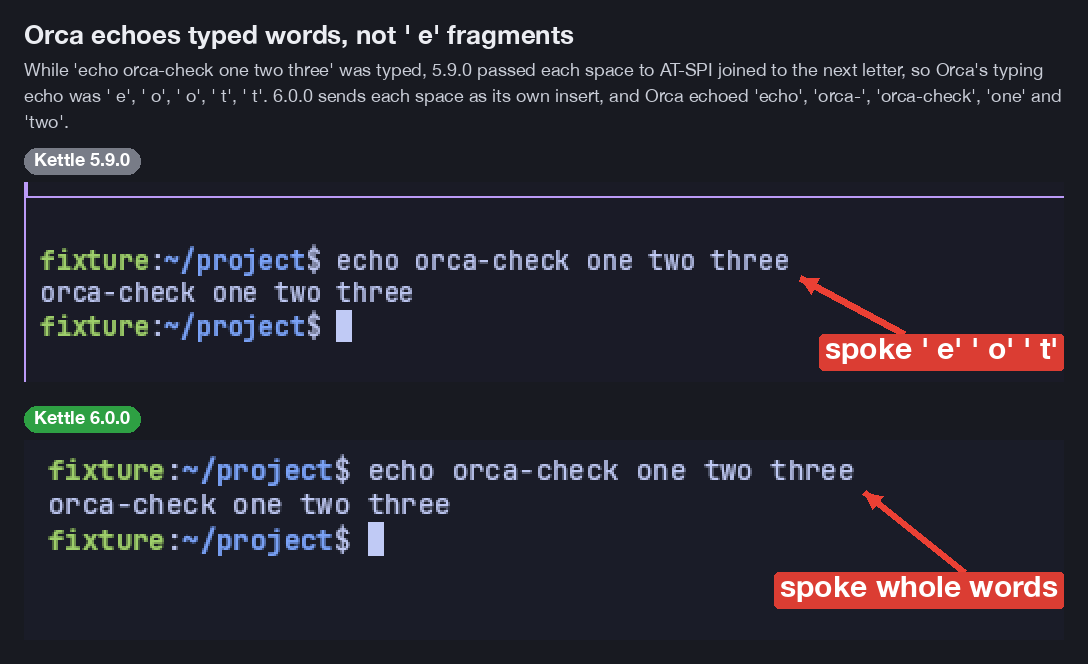 Orca echoes typed words, not ' e' fragments
While 'echo orca-check one two three' was typed, 5.9.0 passed each space to AT-SPI joined to the next letter, so Orca's typing
echo was ' e', ' o', ' o', ' t', ' t'. 6.0.0 sends each space as its own insert, and Orca echoed 'echo', 'orca-', 'orca-check', 'one' and
'two'.
Kettle 5.9.0
fixture:~/project$ echo orca-check one two three
orca-check one two three
fixture:~/project$
spoke ' e' ' o' ' t'
Kettle 6.0.0
fixture:~/project$ echo orca-check one two three
orca-check one two three
fixture:~/project$
spoke whole words